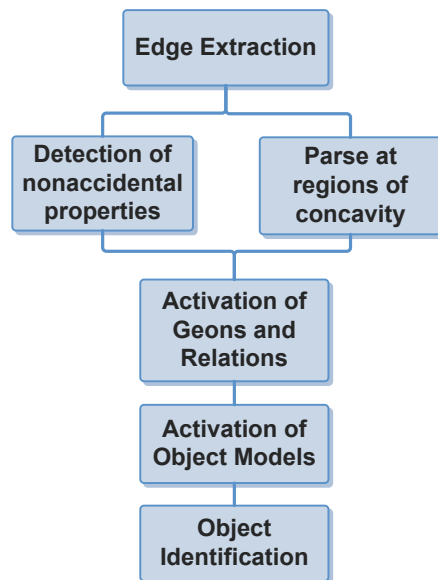 Edge Extraction
Detection of
nonaccidental
properties
Parse at
regions of
concavity
Activation of
Geons and
Relations
Activation of
Object Models
Object
Identification